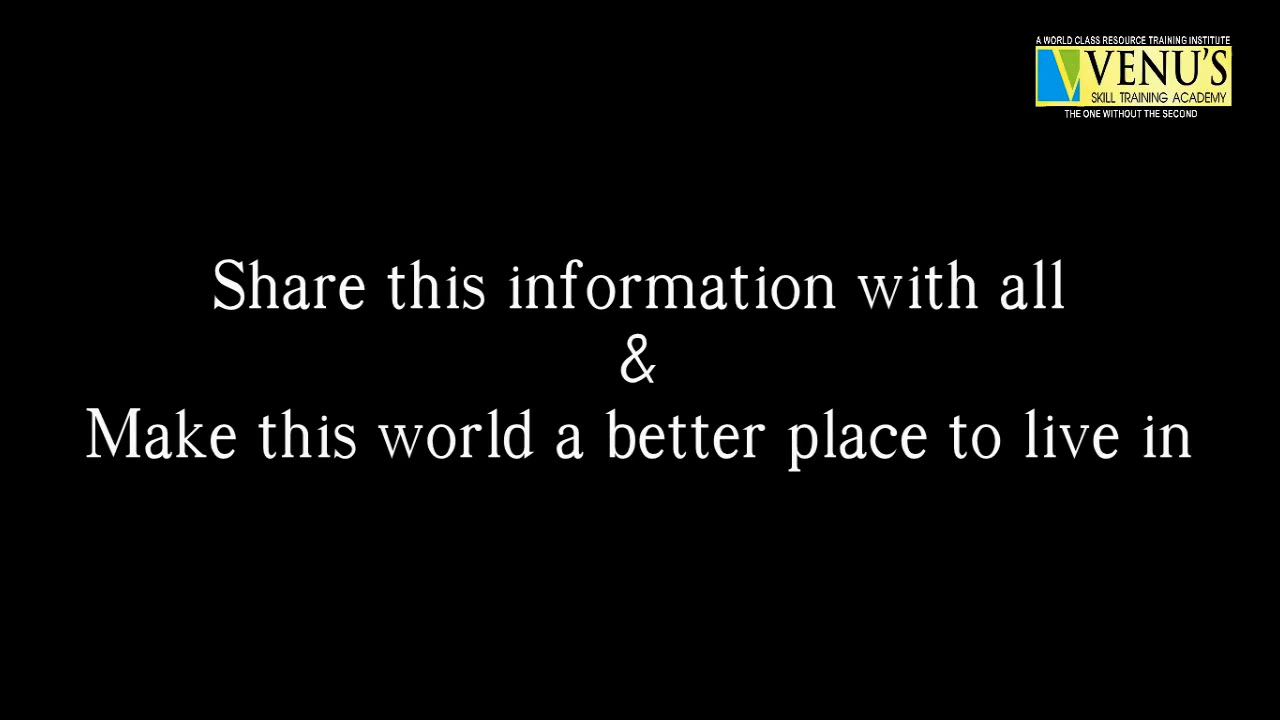 A WORLD CLASS RESOURCE TRAINING INSTITUTE
VENU'S
SKILL TRAINING ACADEMY
THE ONE WITHOUT THE SECOND
Share this information with all
&
Make this world a better place to live in